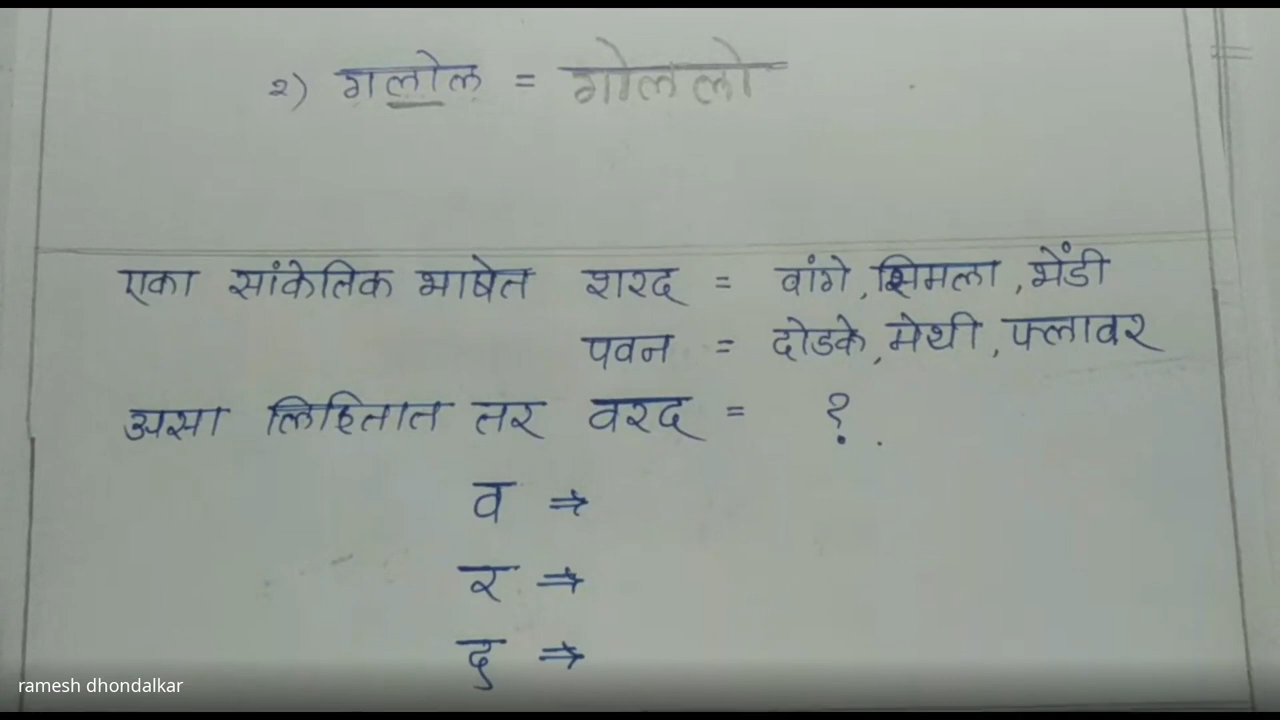 २) गलोल = गोललो
एका सांकेतिक भाषेत शरद = वांगे, सिमला, भेंडी
पवन = दोडके, मेथी, फ्लावर
असा लिहितात तर वरद = ?
व ⇒
र ⇒
द ⇒
ramesh dhondalkar